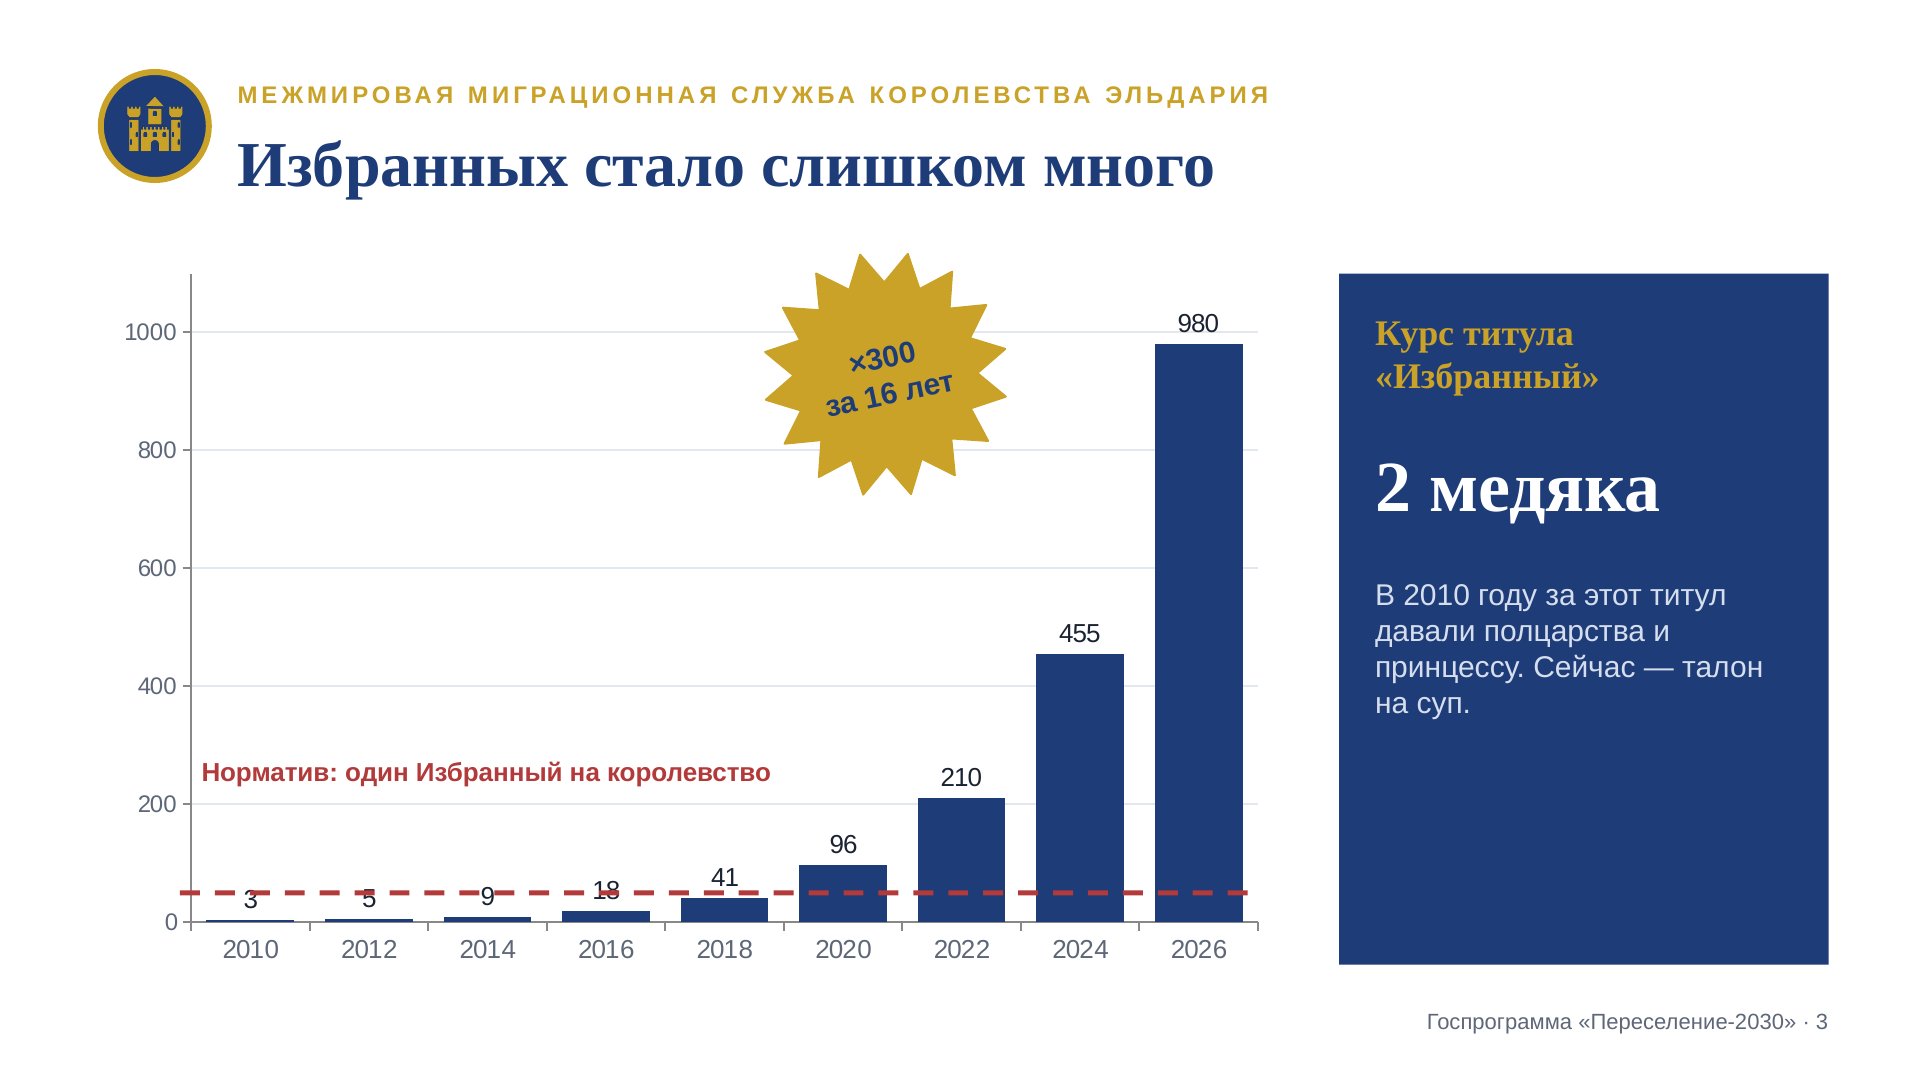 МЕЖМИРОВАЯ МИГРАЦИОННАЯ СЛУЖБА КОРОЛЕВСТВА ЭЛЬДАРИЯ
Избранных стало слишком много
1000
800
600
400
200
0
×300
за 16 лет
Норматив: один Избранный на королевство
3
5
9
18
41
96
210
455
980
2010
2012
2014
2016
2018
2020
2022
2024
2026
Курс титула
«Избранный»
2 медяка
В 2010 году за этот титул
давали полцарства и
принцессу. Сейчас — талон
на суп.
Госпрограмма «Переселение-2030» · 3